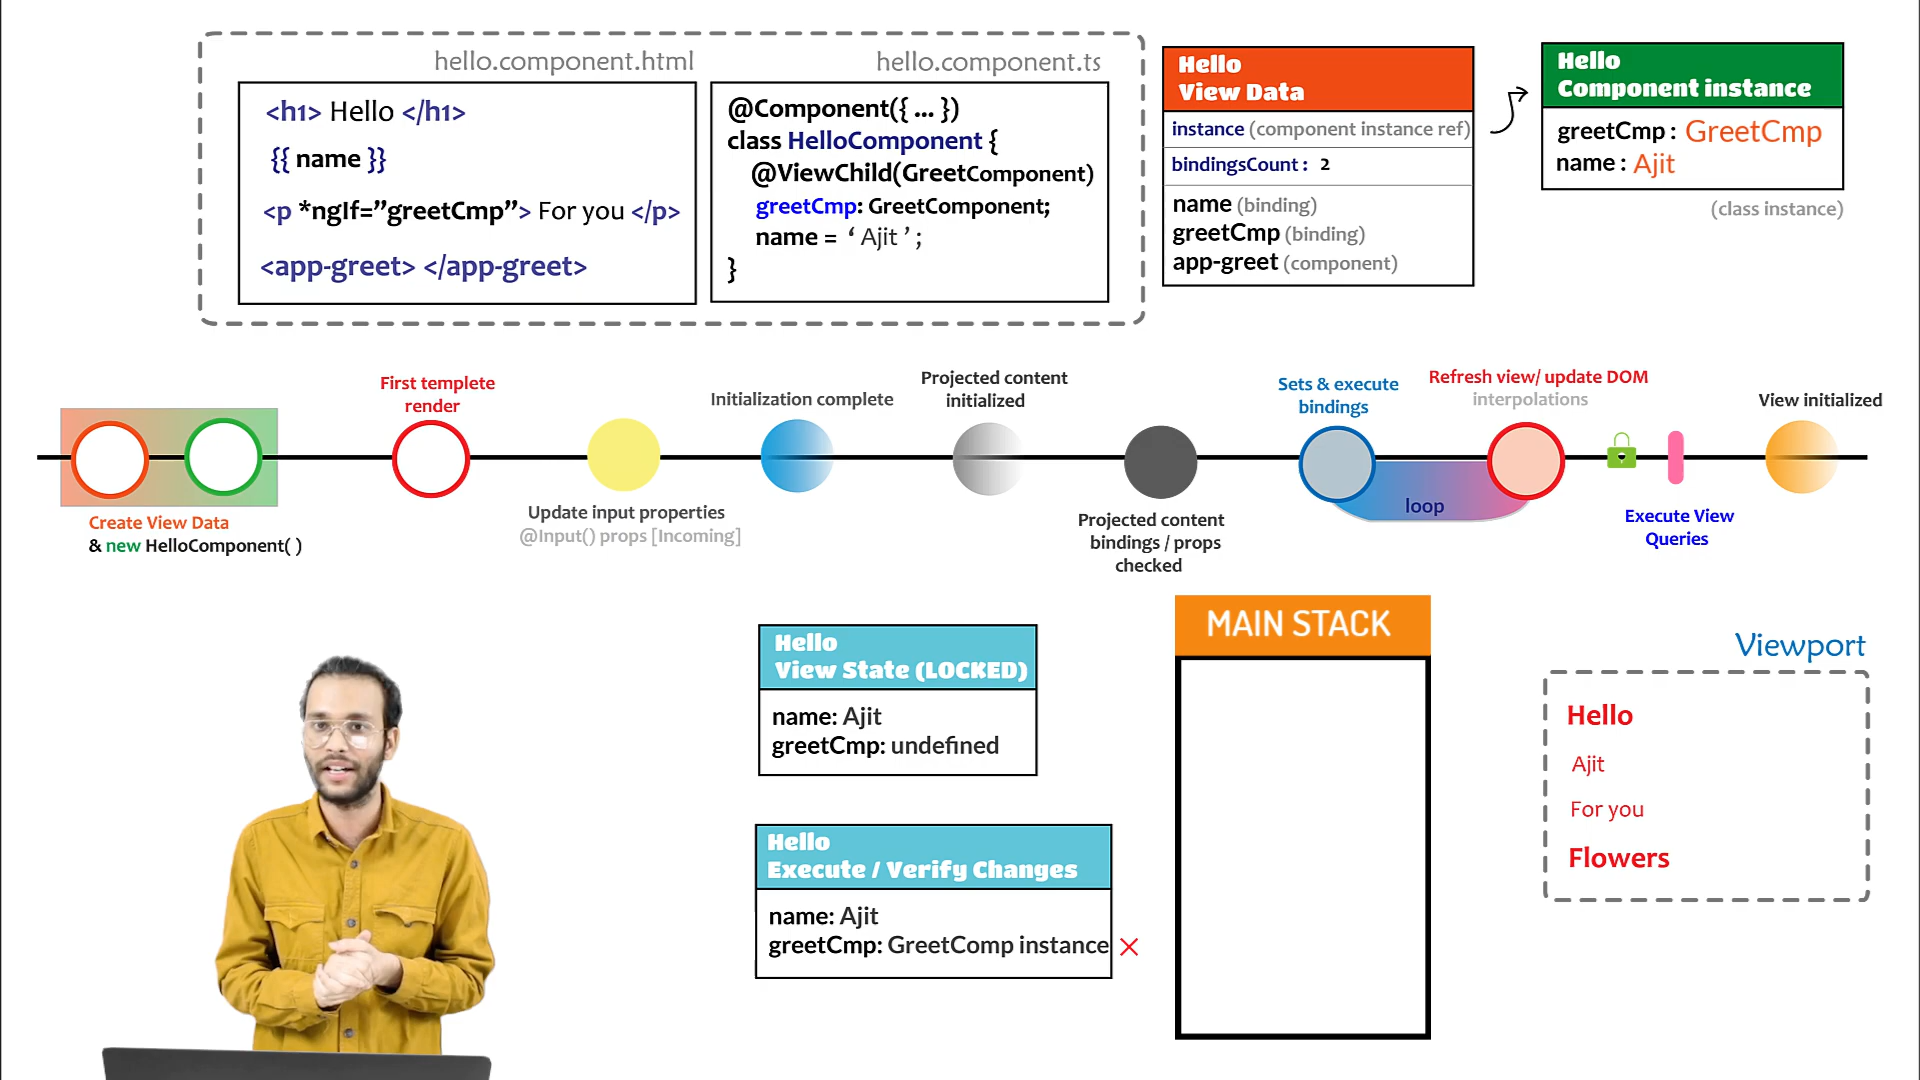 hello.component.html
<h1> Hello </h1>
{{ name }}
<p *ngIf=”greetCmp”> For you </p>
<app-greet> </app-greet>
hello.component.ts
@Component({ ... })
class HelloComponent {
@ViewChild(GreetComponent)
greetCmp: GreetComponent;
name = ‘ Ajit ’ ;
}
Hello
View Data
instance (component instance ref)
bindingsCount : 2
name (binding)
greetCmp (binding)
app-greet (component)
Hello
Component instance
greetCmp : GreetCmp
name : Ajit
(class instance)
Create View Data
& new HelloComponent( )
First templete
render
Update input properties
@Input() props [Incoming]
Initialization complete
Projected content
initialized
Projected content
bindings / props
checked
Sets & execute
bindings
loop
Refresh view/ update DOM
interpolations
Execute View
Queries
View initialized
Hello
View State (LOCKED)
name: Ajit
greetCmp: undefined
Hello
Execute / Verify Changes
name: Ajit
greetCmp: GreetComp instance
MAIN STACK
Viewport
Hello
Ajit
For you
Flowers